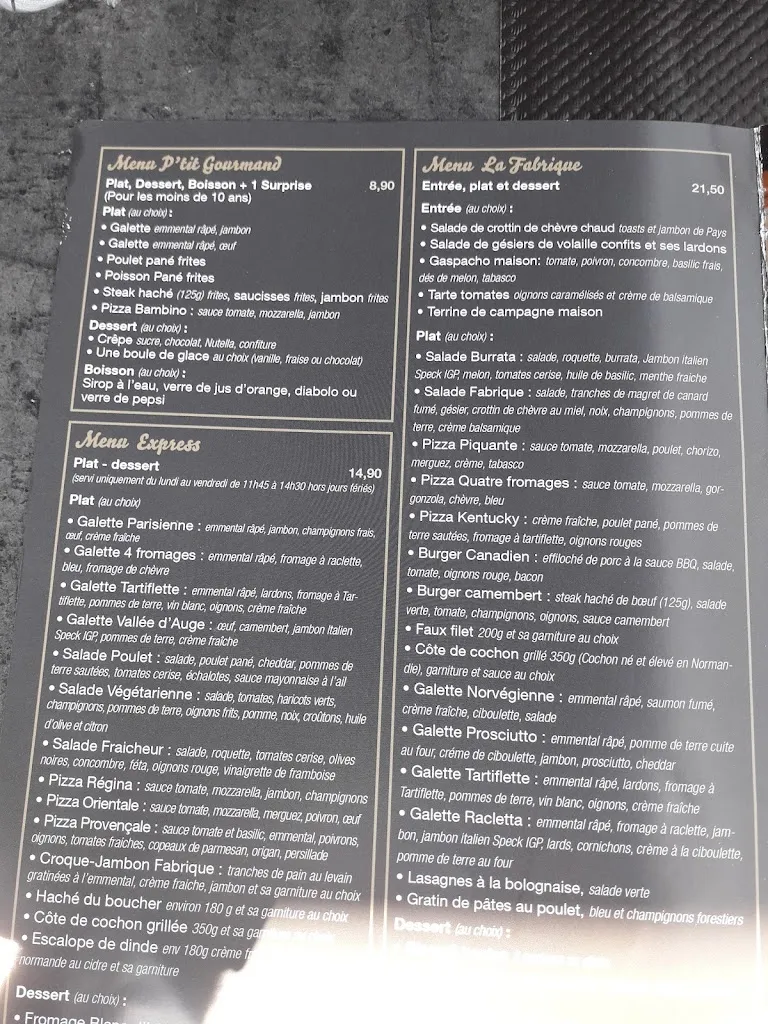 Menu P'tit Gourmand
Plat, Dessert, Boisson + 1 Surprise 8,90
(Pour les moins de 10 ans)
Plat (au choix) :
• Galette emmental râpé, jambon
• Galette emmental râpé, œuf
• Poulet pané frites
• Poisson Pané frites
• Steak haché (125g) frites, saucisses frites, jambon frites
• Pizza Bambino : sauce tomate, mozzarella, jambon
Dessert (au choix) :
• Crêpe sucre, chocolat, Nutella, confiture
• Une boule de glace au choix (vanille, fraise ou chocolat)
Boisson (au choix) :
Sirop à l'eau, verre de jus d'orange, diabolo ou
verre de pepsi
Menu Express
Plat - dessert 14,90
(servi uniquement du lundi au vendredi de 11h45 à 14h30 hors jours fériés)
Plat (au choix)
• Galette Parisienne : emmental râpé, jambon, champignons frais,
œuf, crème fraîche
• Galette 4 fromages : emmental râpé, fromage à raclette,
bleu, fromage de chèvre
• Galette Tartiflette : emmental râpé, lardons, fromage à Tar-
tiflette, pommes de terre, vin blanc, oignons, crème fraîche
• Galette Vallée d'Auge : œuf, camembert, jambon Italien
Speck IGP, pommes de terre, crème fraîche
• Salade Poulet : salade, poulet pané, cheddar, pommes de
terre sautées, tomates cerise, échalotes, sauce mayonnaise à l'ail
• Salade Végétarienne : salade, tomates, haricots verts,
champignons, pommes de terre, oignons frits, pomme, noix, croûtons, huile
d'olive et citron
• Salade Fraicheur : salade, roquette, tomates cerise, olives
noires, concombre, féta, oignons rouge, vinaigrette de framboise
• Pizza Régina : sauce tomate, mozzarella, jambon, champignons
• Pizza Orientale : sauce tomate, mozzarella, merguez, poivron, œuf
• Pizza Provençale : sauce tomate et basilic, emmental, poivrons,
oignons, tomates fraiches, copeaux de parmesan, origan, persillade
• Croque-Jambon Fabrique : tranches de pain au levain
gratinées à l'emmental, crème fraîche, jambon et sa garniture au choix
• Haché du boucher environ 180 g et sa garniture au choix
• Côte de cochon grillée 350g et sa
• Escalope de dinde env 180g crème
normande au cidre et sa garniture
Dessert (au choix) :
• Fromage
Menu La Fabrique
Entrée, plat et dessert 21,50
Entrée (au choix) :
• Salade de crottin de chèvre chaud toasts et jambon de Pays
• Salade de gésiers de volaille confits et ses lardons
• Gaspacho maison: tomate, poivron, concombre, basilic frais,
dés de melon, tabasco
• Tarte tomates oignons caramélisés et crème de balsamique
• Terrine de campagne maison
Plat (au choix) :
• Salade Burrata : salade, roquette, burrata, Jambon italien
Speck IGP, melon, tomates cerise, huile de basilic, menthe fraiche
• Salade Fabrique : salade, tranches de magret de canard
fumé, gésier, crottin de chèvre au miel, noix, champignons, pommes de
terre, crème balsamique
• Pizza Piquante : sauce tomate, mozzarella, poulet, chorizo,
merguez, crème, tabasco
• Pizza Quatre fromages : sauce tomate, mozzarella, gor-
gonzola, chèvre, bleu
• Pizza Kentucky : crème fraîche, poulet pané, pommes de
terre sautées, fromage à tartiflette, oignons rouges
• Burger Canadien : effiloché de porc à la sauce BBQ, salade,
tomate, oignons rouge, bacon
• Burger camembert : steak haché de bœuf (125g), salade
verte, tomate, champignons, oignons, sauce camembert
• Faux filet 200g et sa garniture au choix
• Côte de cochon grillé 350g (Cochon né et élevé en Norman-
die), garniture et sauce au choix
• Galette Norvégienne : emmental râpé, saumon fumé,
crème fraîche, ciboulette, salade
• Galette Prosciutto : emmental râpé, pomme de terre cuite
au four, créme de ciboulette, jambon, prosciutto, cheddar
• Galette Tartiflette : emmental râpé, lardons, fromage à
Tartiflette, pommes de terre, vin blanc, oignons, crème fraîche
• Galette Racletta : emmental râpé, fromage à raclette, jam-
bon, jambon italien Speck IGP, lards, cornichons, crème à la ciboulette,
pomme de terre au four
• Lasagnes à la bolognaise, salade verte
• Gratin de pâtes au poulet, bleu et champignons forestiers
Dessert (au choix) :